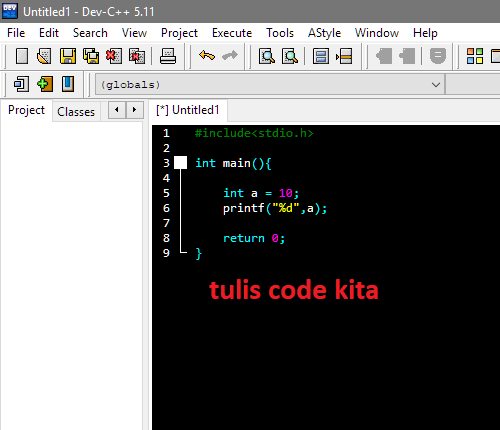 DEV Untitled1 - Dev-C++ 5.11
File Edit Search View Project Execute Tools AStyle Window
(globals)
Project Classes [*] Untitled1
1 #include<stdio.h>
2
3 int main(){
4
5 int a = 10;
6 printf("%d",a);
7
8 return 0;
9 }
tulis code kita